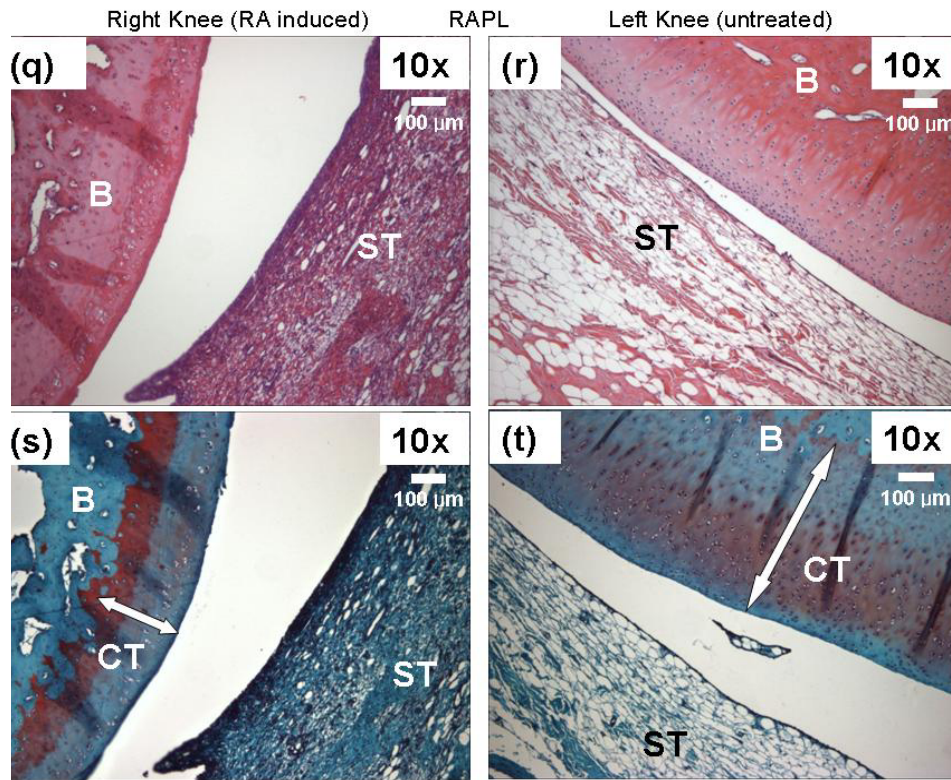 Right Knee (RA induced) RAPL Left Knee (untreated)
(q) 10x
100 µm
B
ST
(r) 10x
B
100 µm
ST
(s) 10x
100 µm
B
CT
ST
(t) 10x
B
100 µm
CT
ST